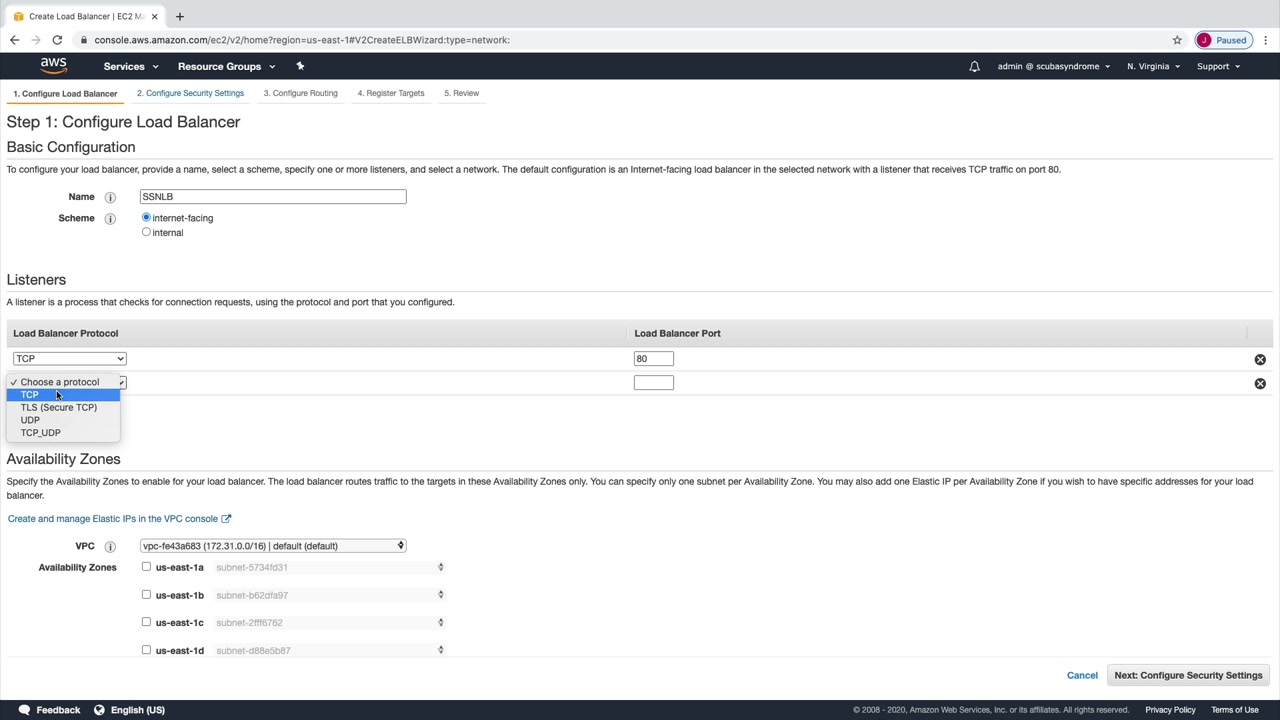 Create Load Balancer | EC2 M
console.aws.amazon.com/ec2/v2/home?region=us-east-1#V2CreateELBWizard:type=network:
J Paused
aws Services Resource Groups admin @ scubasyndrome N. Virginia Support
1. Configure Load Balancer 2. Configure Security Settings 3. Configure Routing 4. Register Targets 5. Review
Step 1: Configure Load Balancer
Basic Configuration
To configure your load balancer, provide a name, select a scheme, specify one or more listeners, and select a network. The default configuration is an Internet-facing load balancer in the selected network with a listener that receives TCP traffic on port 80.
Name i SSNLB
Scheme i internet-facing
internal
Listeners
A listener is a process that checks for connection requests, using the protocol and port that you configured.
Load Balancer Protocol Load Balancer Port
TCP 80
✓ Choose a protocol
TCP
TLS (Secure TCP)
UDP
TCP_UDP
Availability Zones
Specify the Availability Zones to enable for your load balancer. The load balancer routes traffic to the targets in these Availability Zones only. You can specify only one subnet per Availability Zone. You may also add one Elastic IP per Availability Zone if you wish to have specific addresses for your load
balancer.
Create and manage Elastic IPs in the VPC console
VPC i vpc-fe43a683 (172.31.0.0/16) | default (default)
Availability Zones us-east-1a subnet-5734fd31
us-east-1b subnet-b62dfa97
us-east-1c subnet-2fff6762
us-east-1d subnet-d88e5b87
Cancel Next: Configure Security Settings
Feedback English (US) © 2008 - 2020, Amazon Web Services, Inc. or its affiliates. All rights reserved. Privacy Policy Terms of Use